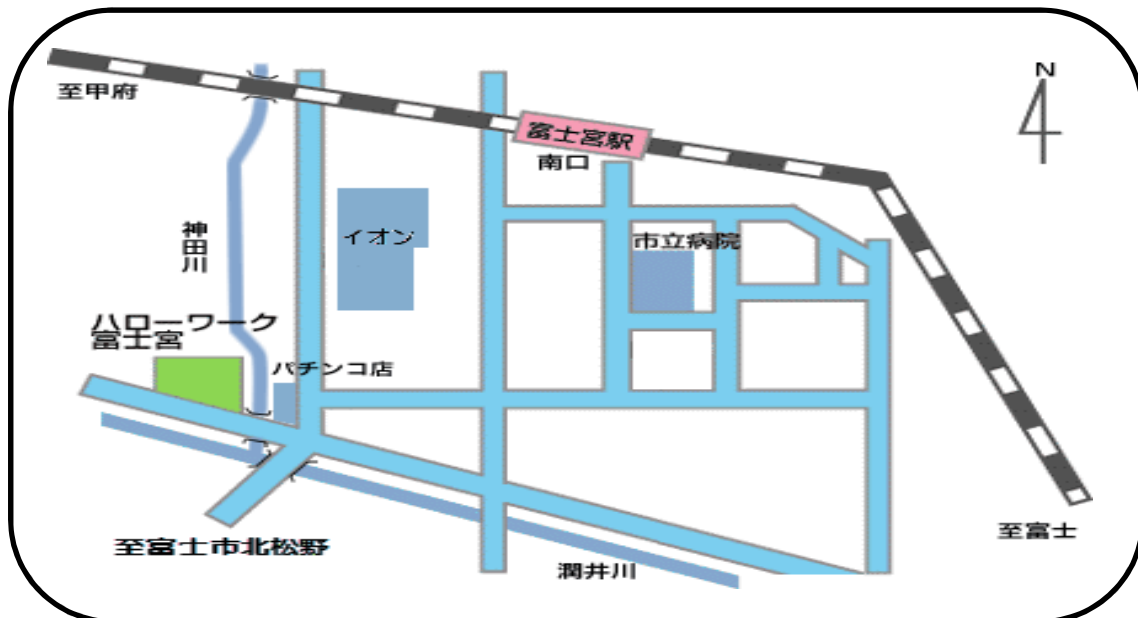 N
至甲府
富士宮駅
南口
神田川
イオン
市立病院
ハローワーク
富士宮
パチンコ店
至富士
至富士市北松野
潤井川